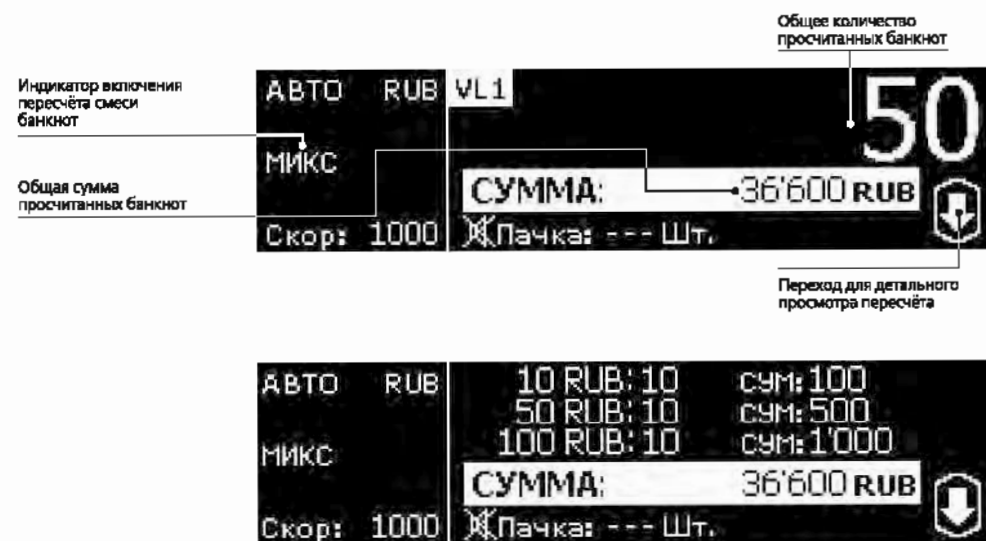 Общее количество
просчитанных банкнот
Индикатор включения
пересчёта смеси
банкнот
Общая сумма
просчитанных банкнот
АВТО RUB VL1
50
МИКС
СУММА: 36'600 RUB
Скор: 1000 Пачка: --- Шт.
Переход для детального
просмотра пересчёта
АВТО RUB
10 RUB: 10 сум: 100
50 RUB: 10 сум: 500
100 RUB: 10 сум: 1'000
МИКС
СУММА: 36'600 RUB
Скор: 1000 Пачка: --- Шт.